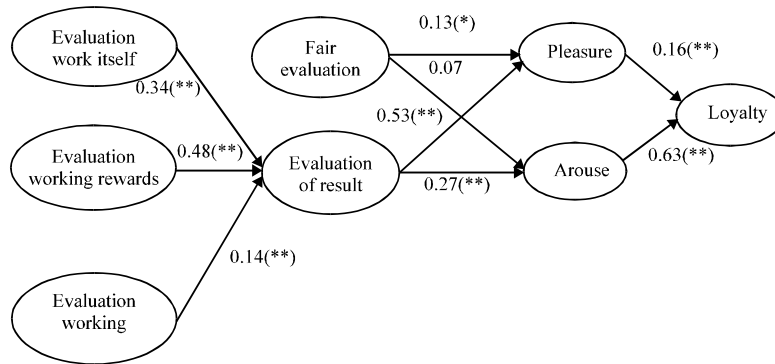 Evaluation
work itself
0.34(**)
Evaluation
working rewards
0.48(**)
Evaluation
working
0.14(**)
Fair
evaluation
0.13(*)
0.07
Evaluation
of result
0.53(**)
0.27(**)
Pleasure
0.16(**)
Arouse
0.63(**)
Loyalty